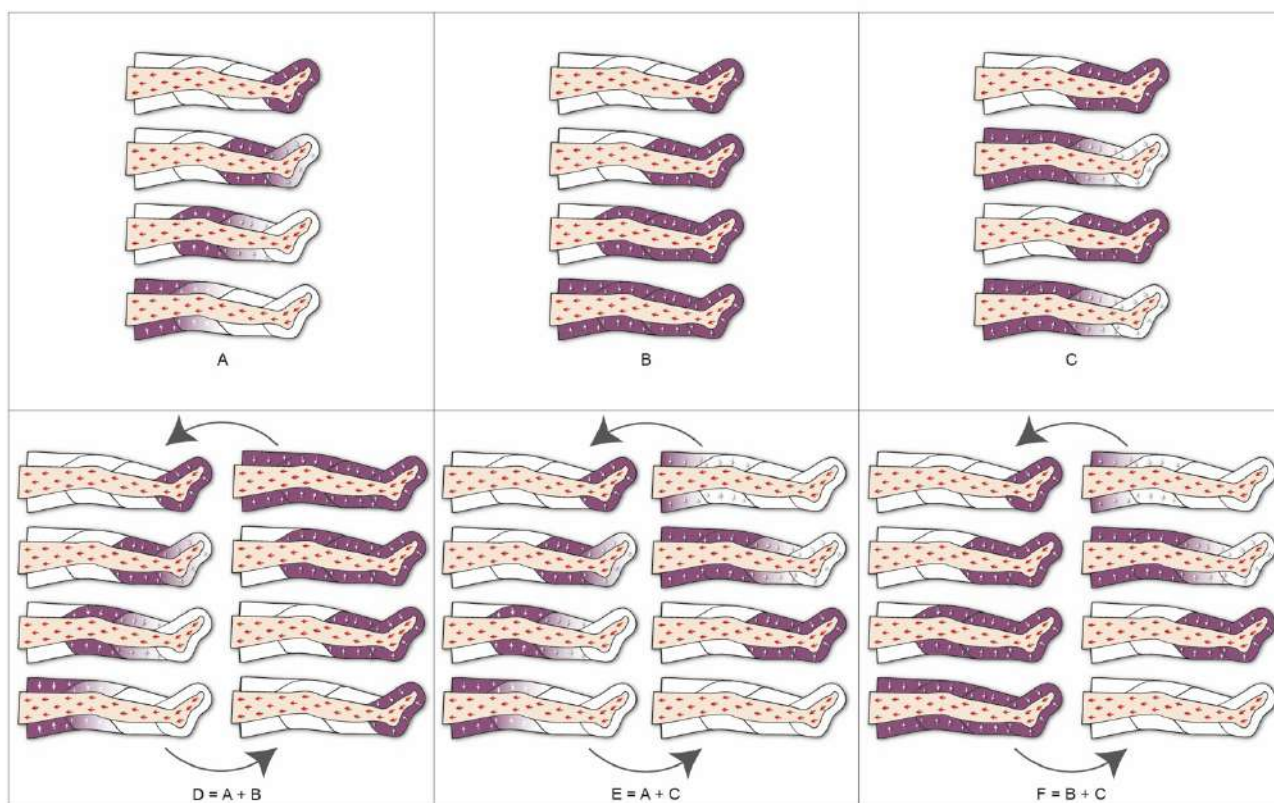 A
B
C
D = A + B
E = A + C
F = B + C